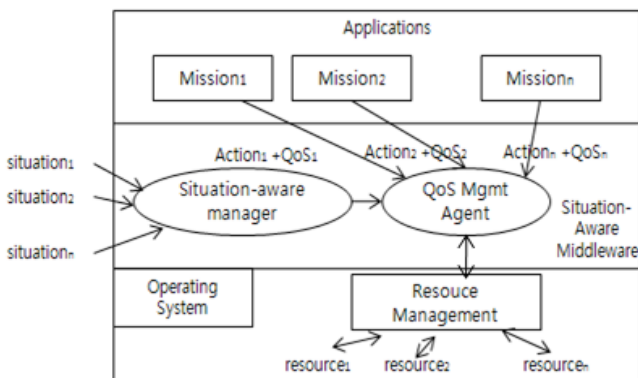 Applications
Mission1
Mission2
Missionn
situation1
situation2
situationn
Action1 +QoS1
Action2 +QoS2
Actionn +QoSn
Situation-aware
manager
QoS Mgmt
Agent
Situation-
Aware
Middleware
Operating
System
Resouce
Management
resource1
resource2
resourcen